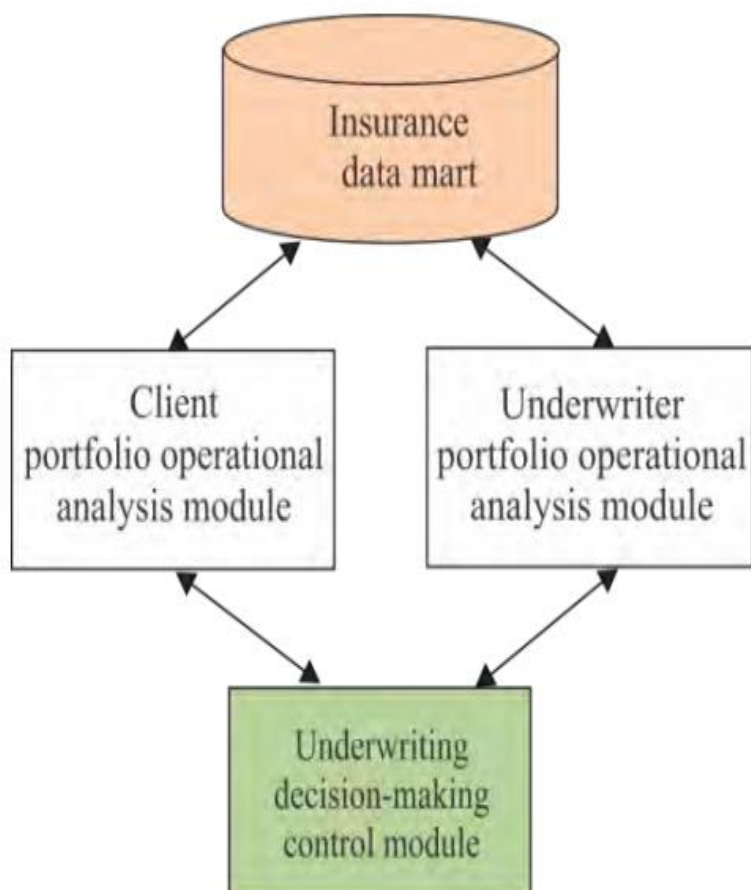 Insurance
data mart
Client
portfolio operational
analysis module
Underwriter
portfolio operational
analysis module
Underwriting
decision-making
control module